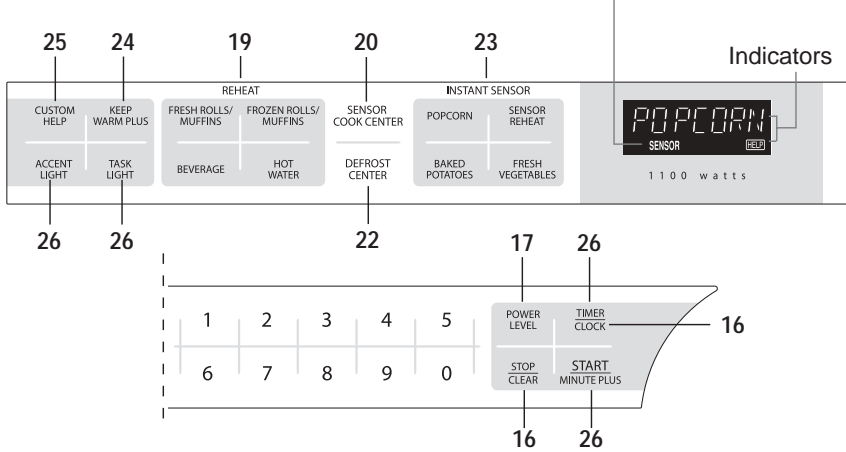 Indicators
25 24 19 20 23
REHEAT INSTANT SENSOR
CUSTOM
HELP
KEEP
WARM PLUS
FRESH ROLLS/
MUFFINS
FROZEN ROLLS/
MUFFINS
SENSOR
COOK CENTER
POPCORN
SENSOR
REHEAT
POPCORN
SENSOR HELP
1100 watts
ACCENT
LIGHT
TASK
LIGHT
BEVERAGE
HOT
WATER
DEFROST
CENTER
BAKED
POTATOES
FRESH
VEGETABLES
26 26 22
17 26
1 2 3 4 5
POWER
LEVEL
TIMER
CLOCK
16
6 7 8 9 0
STOP
CLEAR
START
MINUTE PLUS
16 26